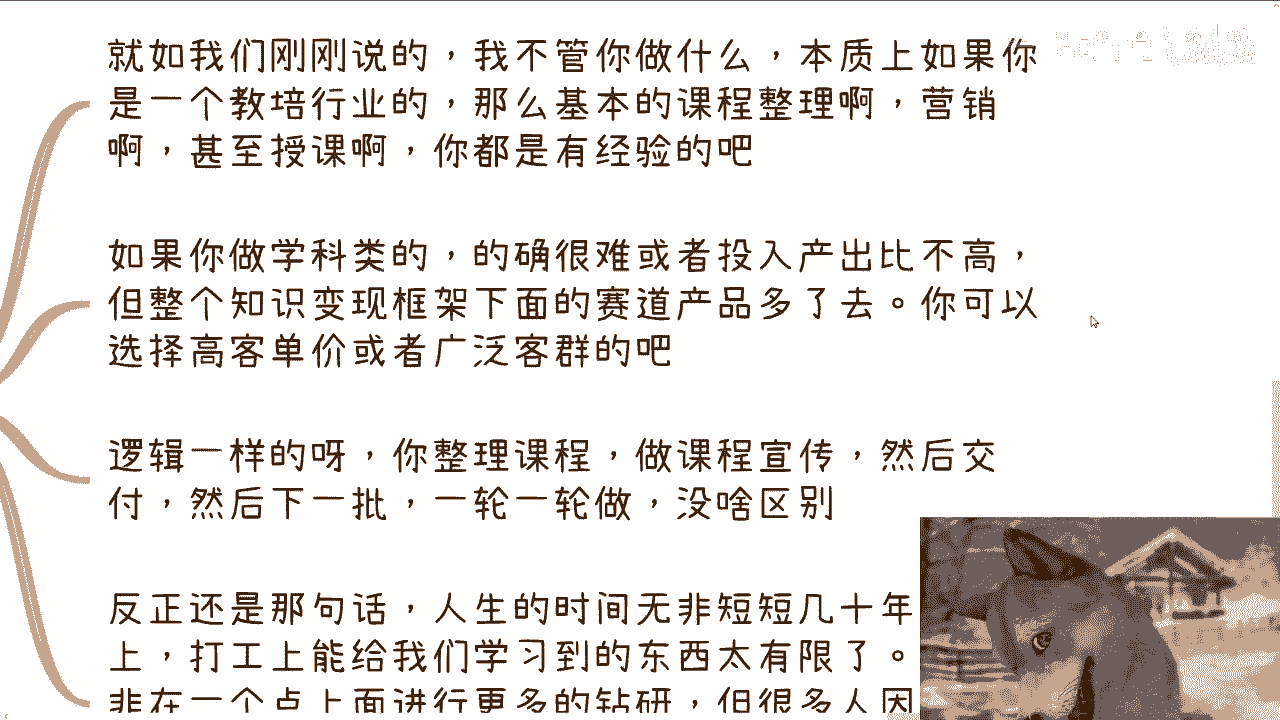 就如我们刚刚说的，我不管你做什么，本质上如果你
是一个教培行业的，那么基本的课程整理啊，营销
啊，甚至授课啊，你都是有经验的吧
如果你做学科类的，的确很难或者投入产出比不高，
但整个知识变现框架下面的赛道产品多了去。你可以
选择高客单价或者广泛客群的吧
逻辑一样的呀，你整理课程，做课程宣传，然后交
付，然后下一批，一轮一轮做，没啥区别
反正还是那句话，人生的时间无非短短几十年
上，打工上能给我们学习到的东西太有限了。
非在一个点上面进行更多的钻研，但很多人因